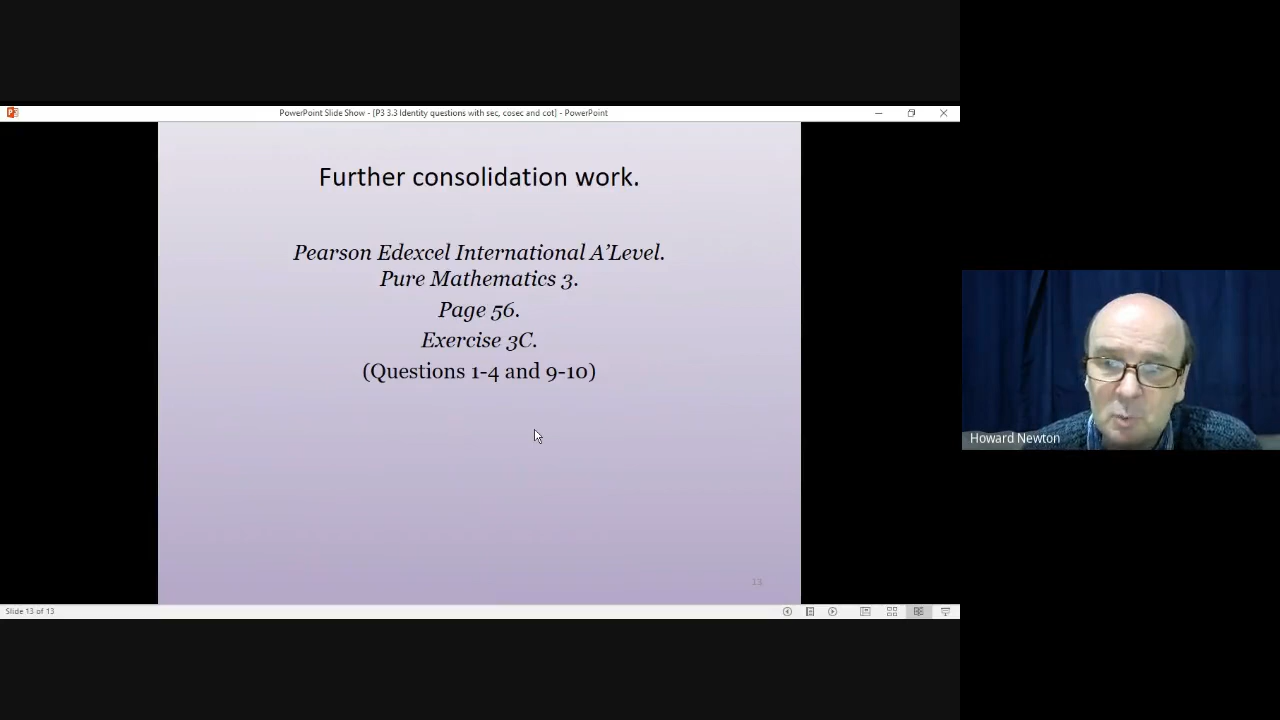 PowerPoint Slide Show - [P3 3.3 Identity questions with sec, cosec and cot] - PowerPoint
Further consolidation work.
Pearson Edexcel International A’Level.
Pure Mathematics 3.
Page 56.
Exercise 3C.
(Questions 1-4 and 9-10)
13
Slide 13 of 13
Howard Newton